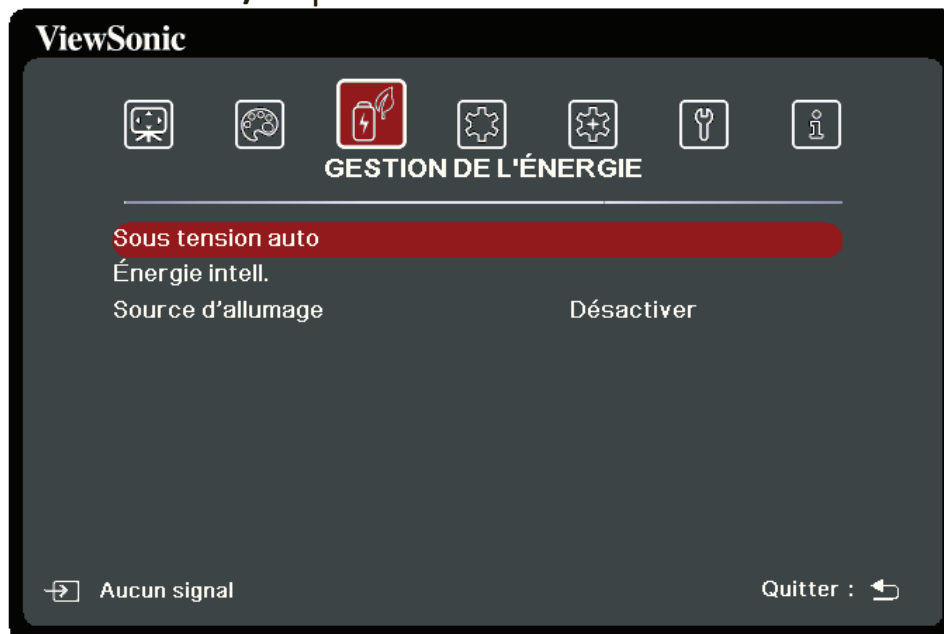 ViewSonic
GESTION DE L'ÉNERGIE
Sous tension auto
Énergie intell.
Source d'allumage Désactiver
Aucun signal Quitter :